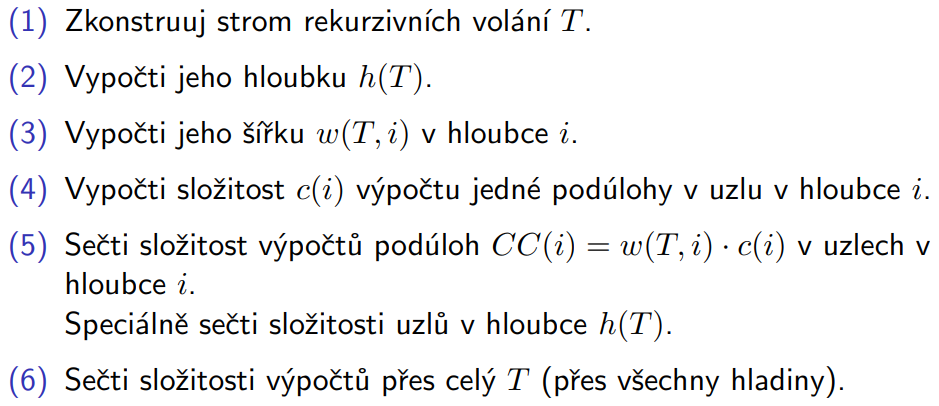 (1) Zkonstruuj strom rekurzivních volání T.
(2) Vypočti jeho hloubku h(T).
(3) Vypočti jeho šířku w(T, i) v hloubce i.
(4) Vypočti složitost c(i) výpočtu jedné podúlohy v uzlu v hloubce i.
(5) Sečti složitost výpočtů podúloh CC(i) = w(T, i) · c(i) v uzlech v
hloubce i.
Speciálně sečti složitosti uzlů v hloubce h(T).
(6) Sečti složitosti výpočtů přes celý T (přes všechny hladiny).